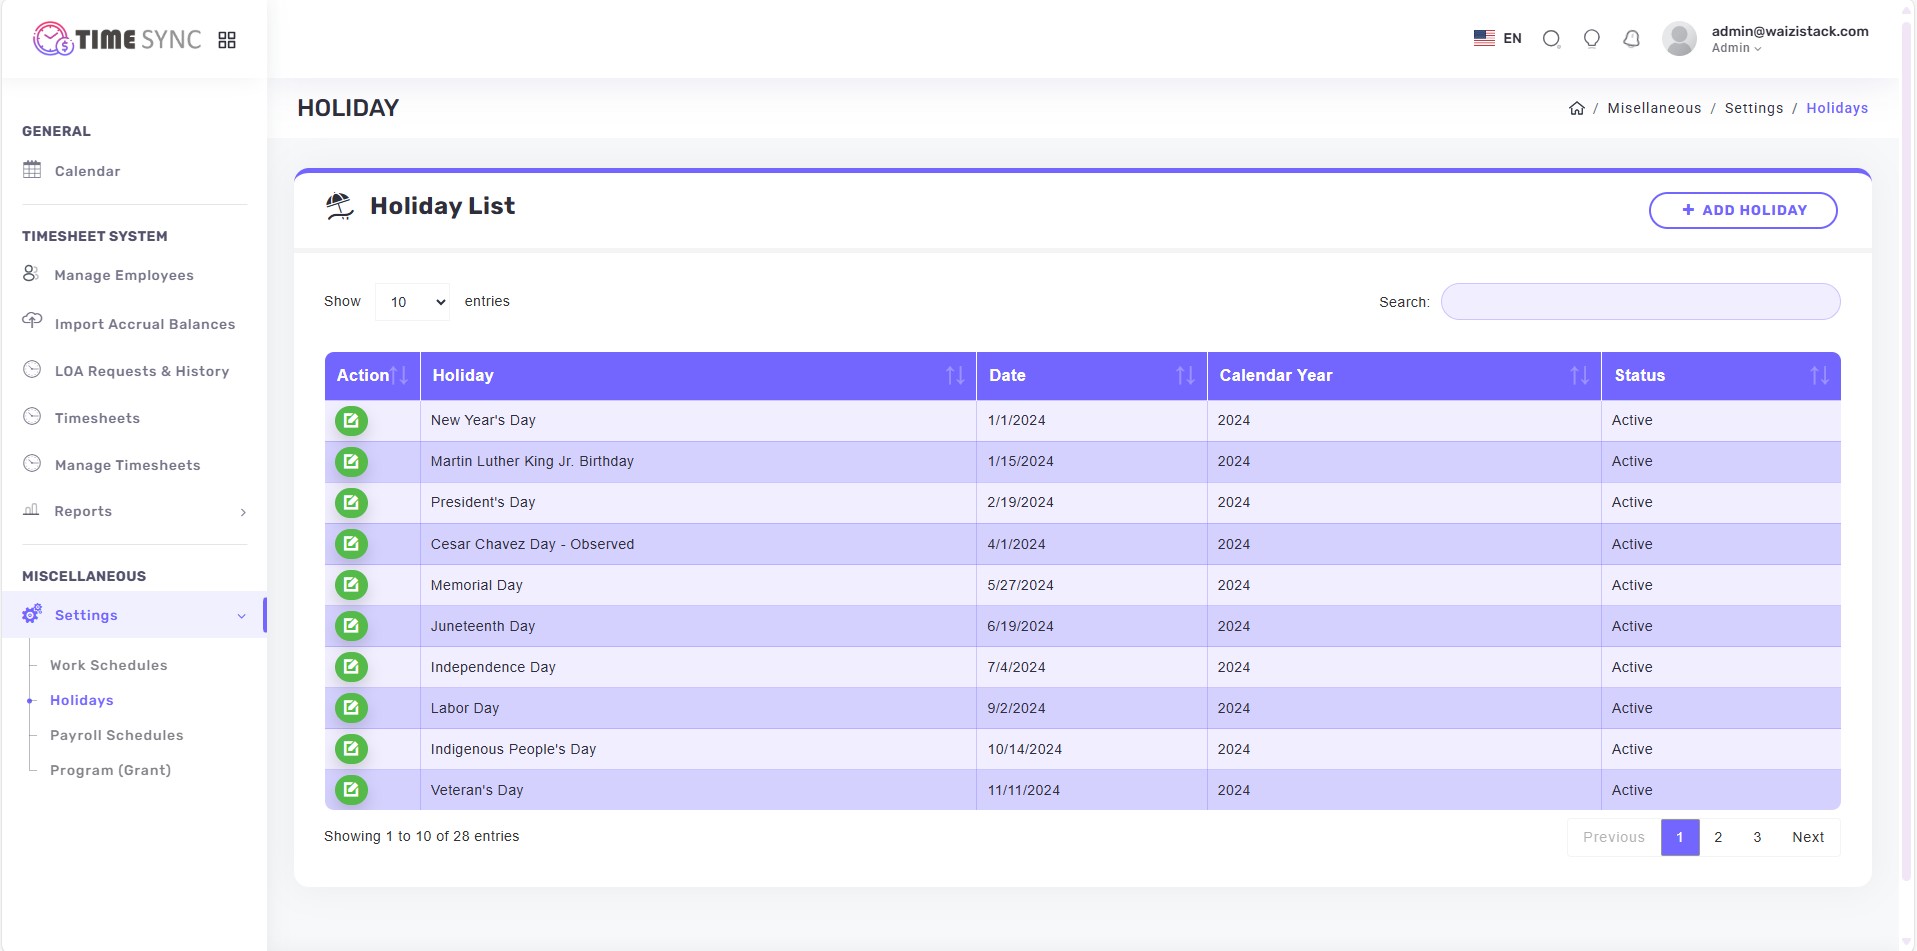 TIME SYNC
EN
admin@waizistack.com
Admin
GENERAL
Calendar
TIMESHEET SYSTEM
Manage Employees
Import Accrual Balances
LOA Requests & History
Timesheets
Manage Timesheets
Reports
MISCELLANEOUS
Settings
Work Schedules
Holidays
Payroll Schedules
Program (Grant)
HOLIDAY
/ Misellaneous / Settings / Holidays
Holiday List
+ ADD HOLIDAY
Show 10 entries
Search:
Action Holiday Date Calendar Year Status
New Year's Day 1/1/2024 2024 Active
Martin Luther King Jr. Birthday 1/15/2024 2024 Active
President's Day 2/19/2024 2024 Active
Cesar Chavez Day - Observed 4/1/2024 2024 Active
Memorial Day 5/27/2024 2024 Active
Juneteenth Day 6/19/2024 2024 Active
Independence Day 7/4/2024 2024 Active
Labor Day 9/2/2024 2024 Active
Indigenous People's Day 10/14/2024 2024 Active
Veteran's Day 11/11/2024 2024 Active
Showing 1 to 10 of 28 entries
Previous 1 2 3 Next